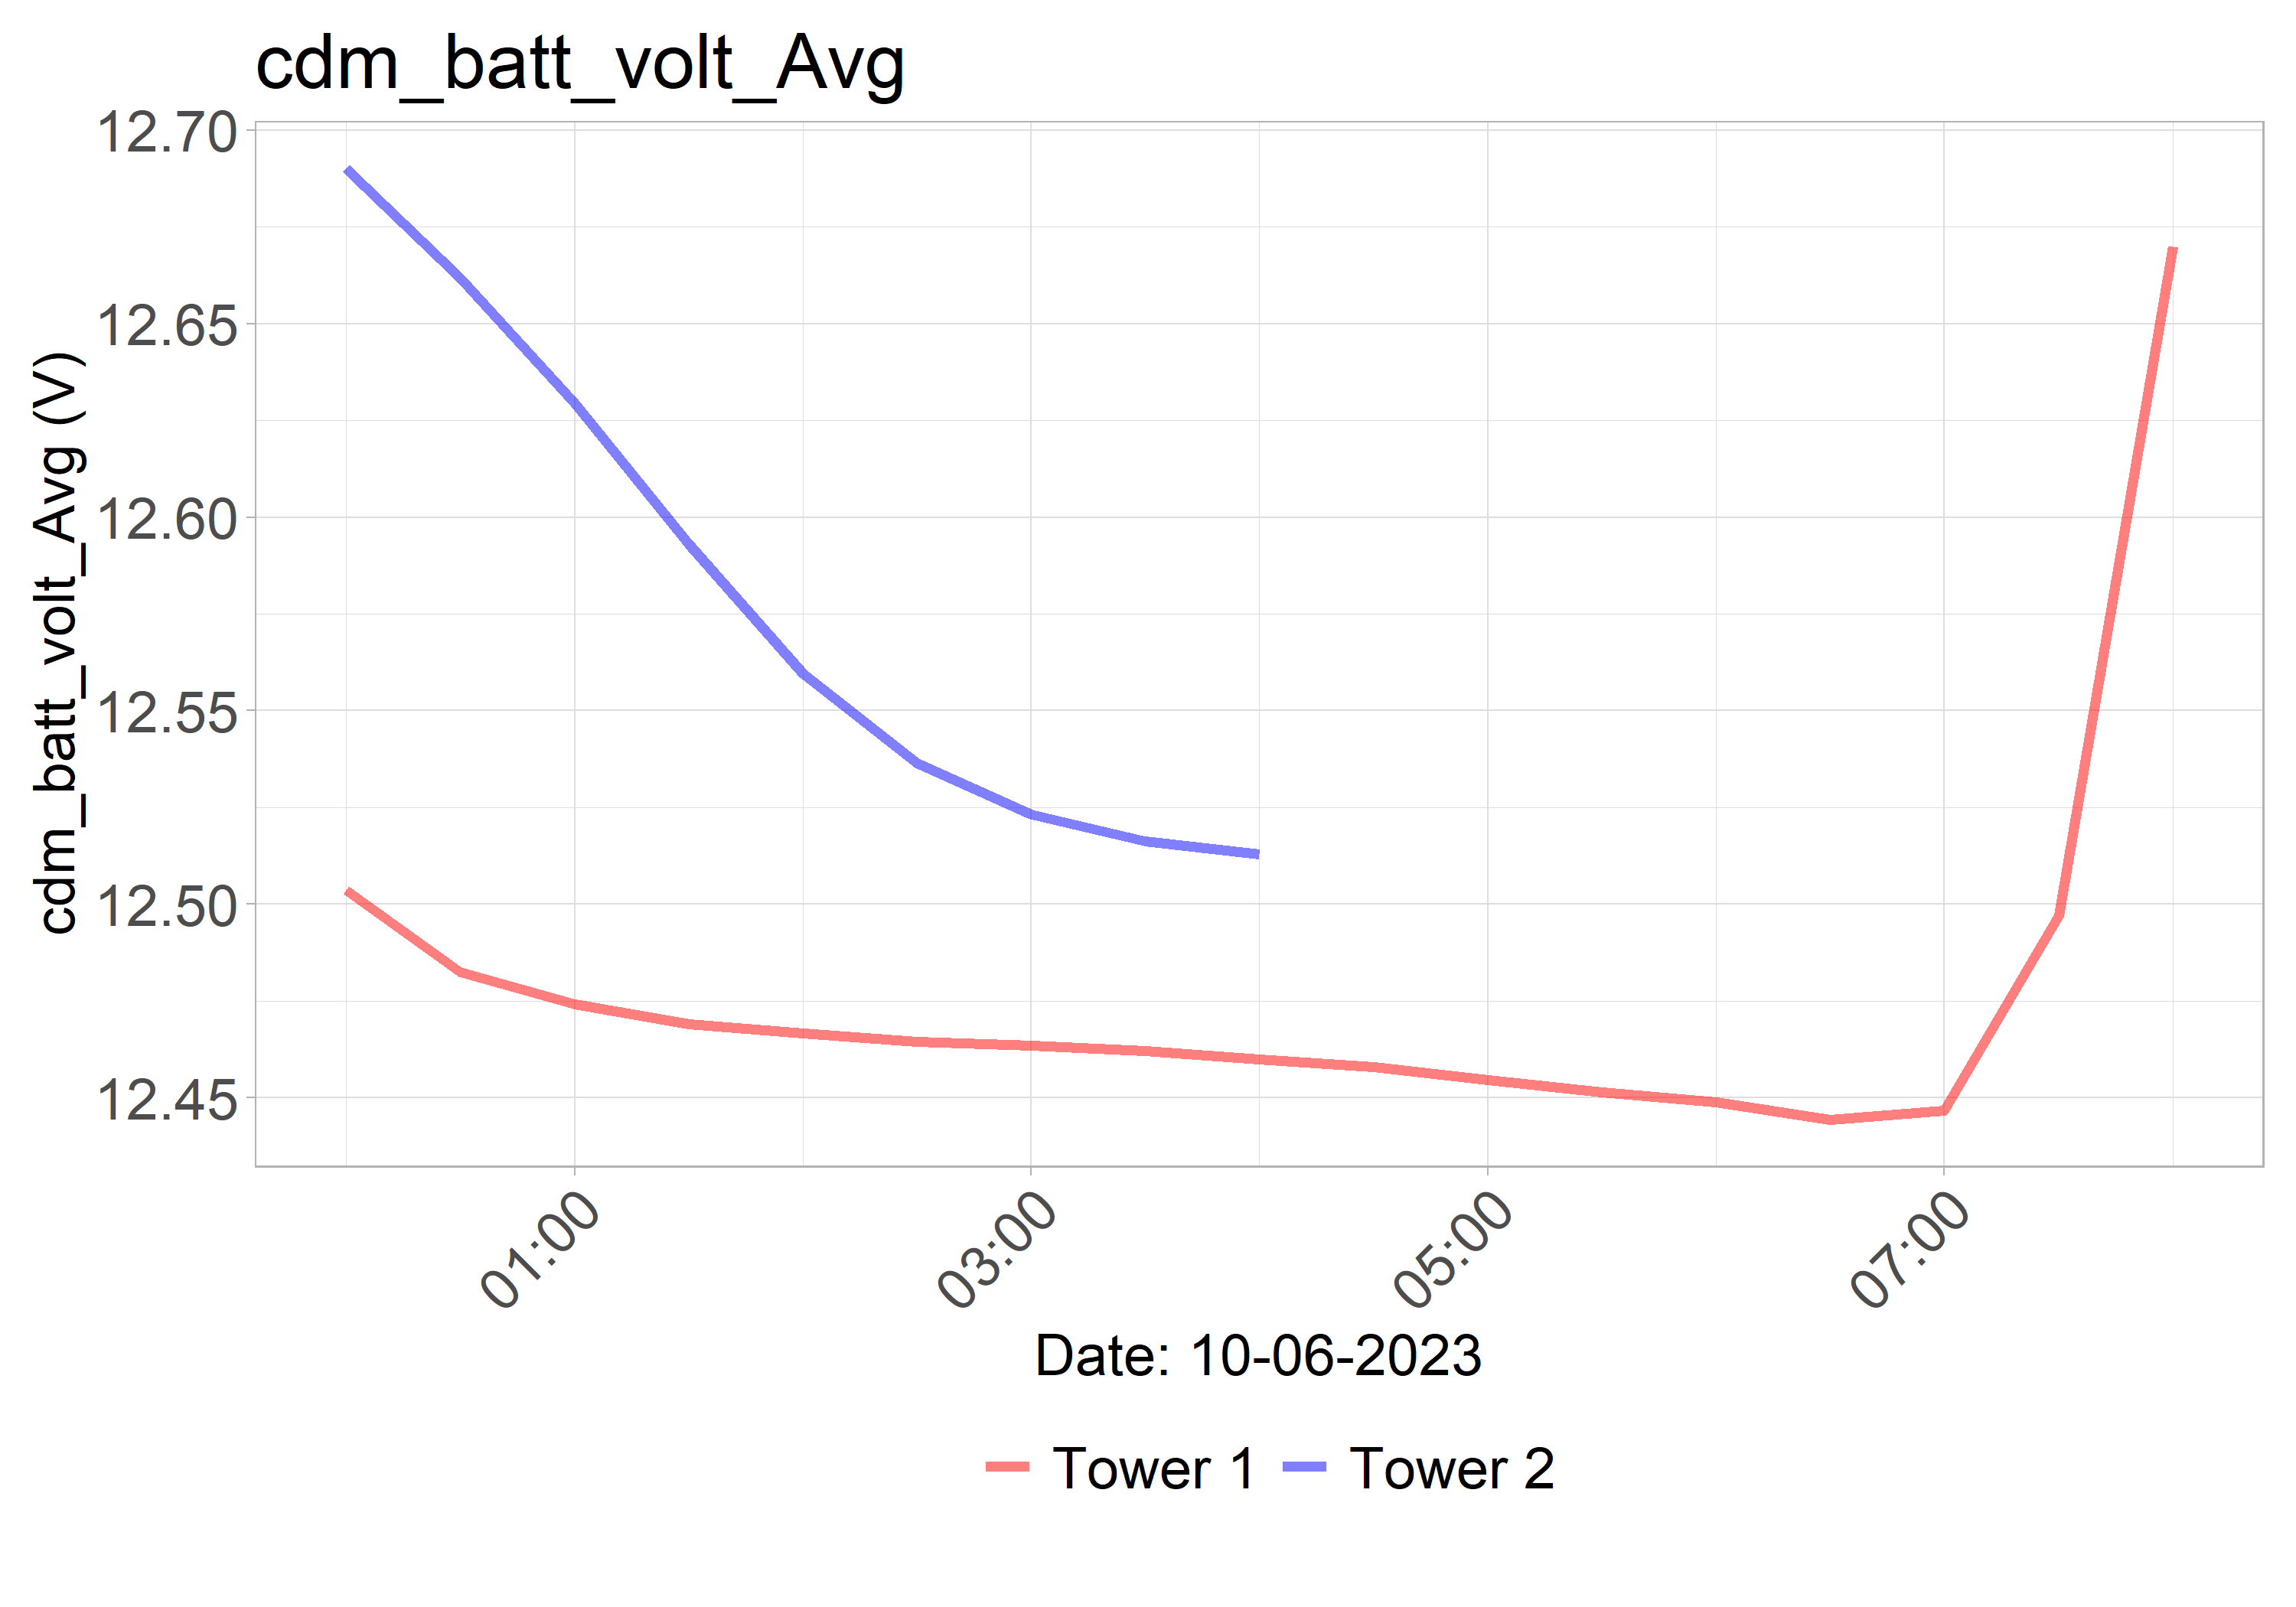 cdm_batt_volt_Avg
cdm_batt_volt_Avg (V)
12.70
12.65
12.60
12.55
12.50
12.45
01:00
03:00
05:00
07:00
Date: 10-06-2023
Tower 1
Tower 2